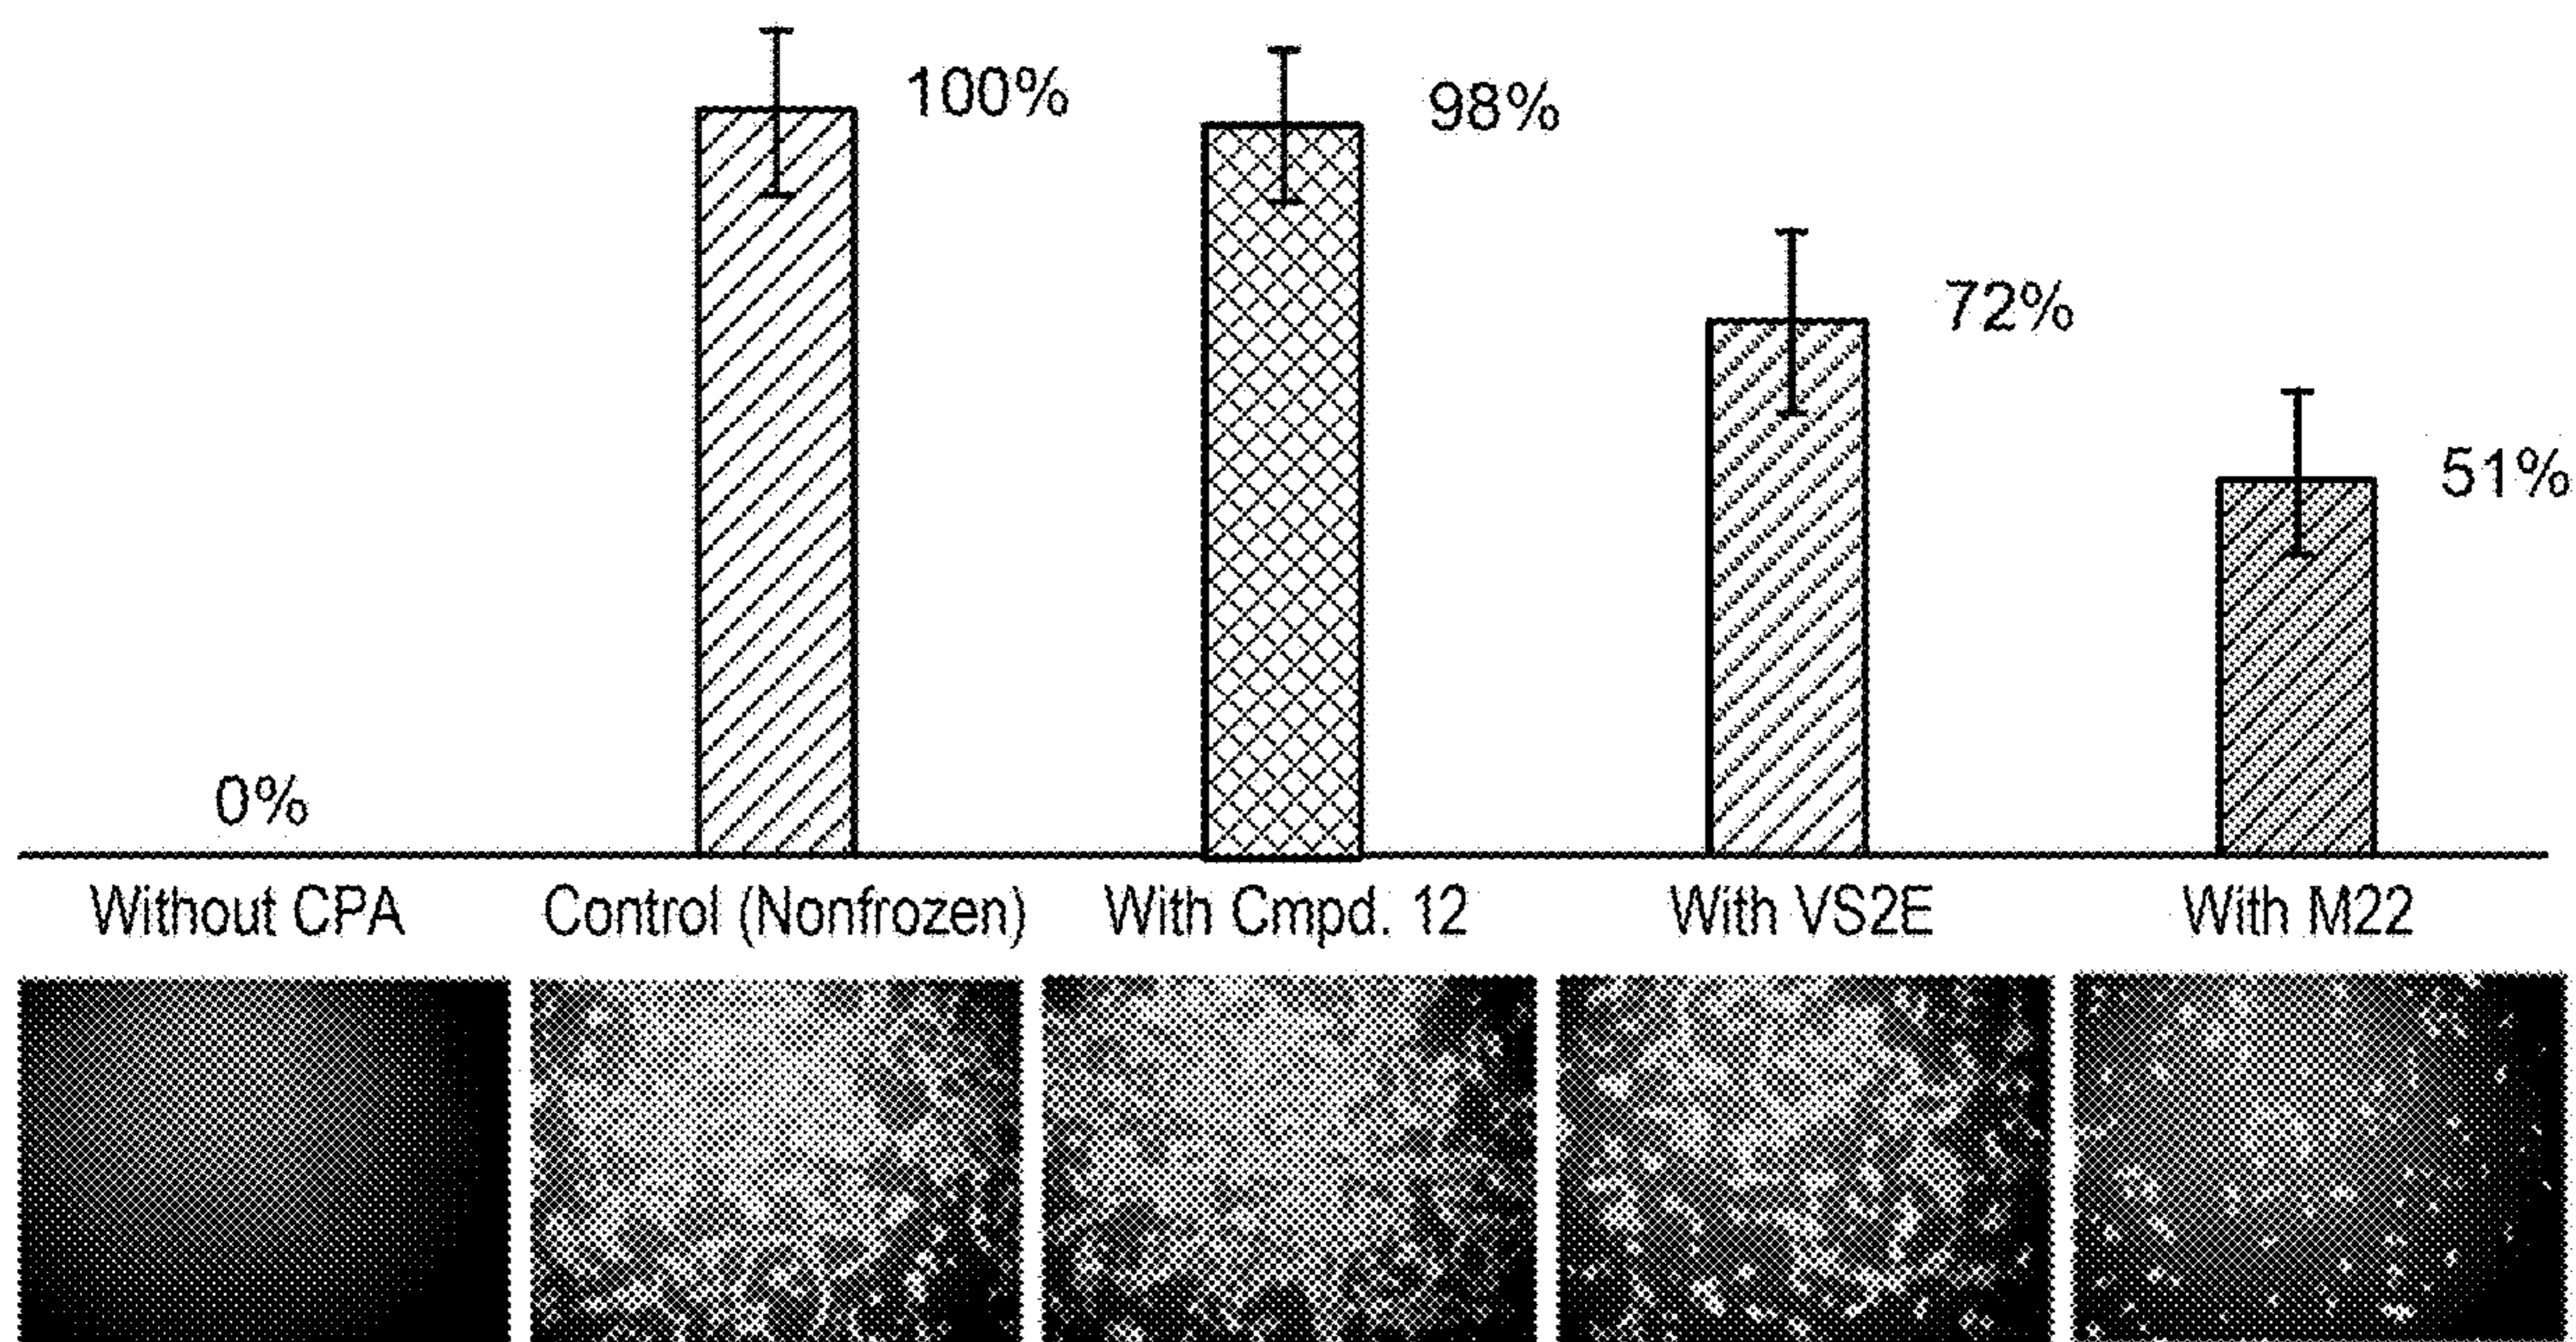 100%
98%
72%
51%
0%
Without CPA
Control (Nonfrozen)
With Cmpd. 12
With VS2E
With M22